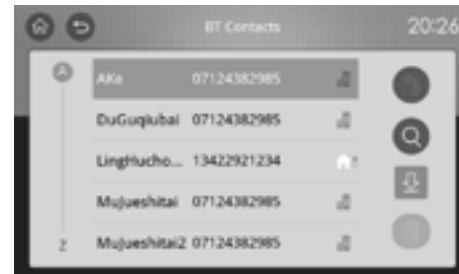 BT Contacts 20:26
A
AKe 07124382985
DuGuqiubai 07124382985
LingHucho... 13422921234
Mujueshitai 07124382985
Z
Mujueshitai2 07124382985